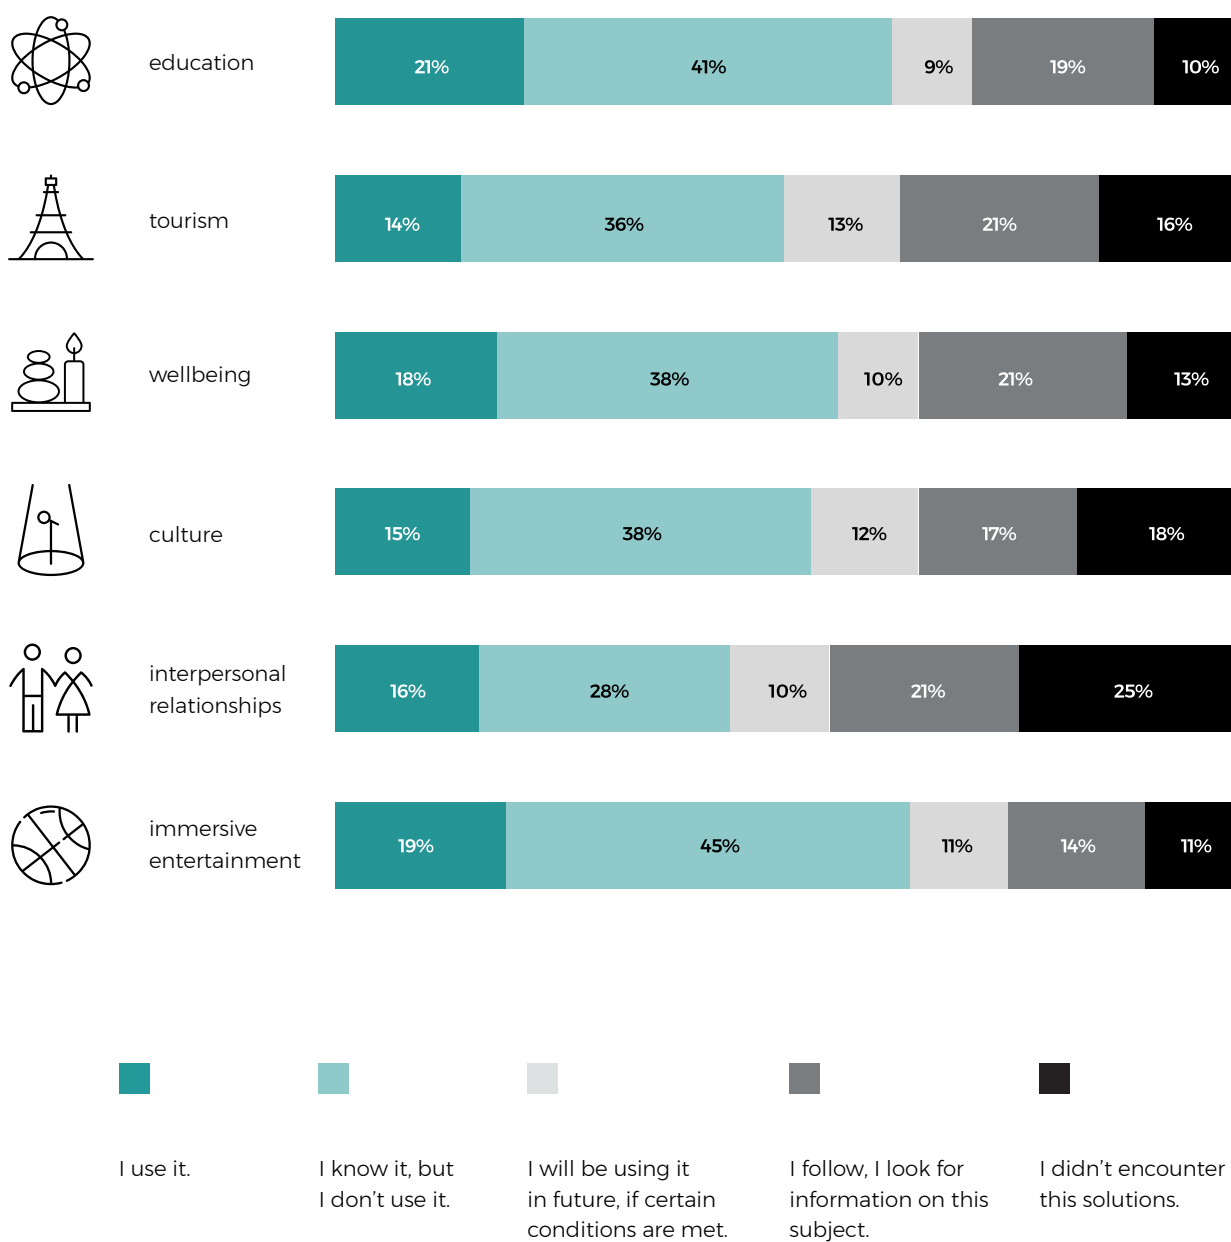 education
21%
41%
9%
19%
10%
tourism
14%
36%
13%
21%
16%
wellbeing
18%
38%
10%
21%
13%
culture
15%
38%
12%
17%
18%
interpersonal
relationships
16%
28%
10%
21%
25%
immersive
entertainment
19%
45%
11%
14%
11%
I use it.
I know it, but
I don't use it.
I will be using it
in future, if certain
conditions are met.
I follow, I look for
information on this
subject.
I didn't encounter
this solutions.